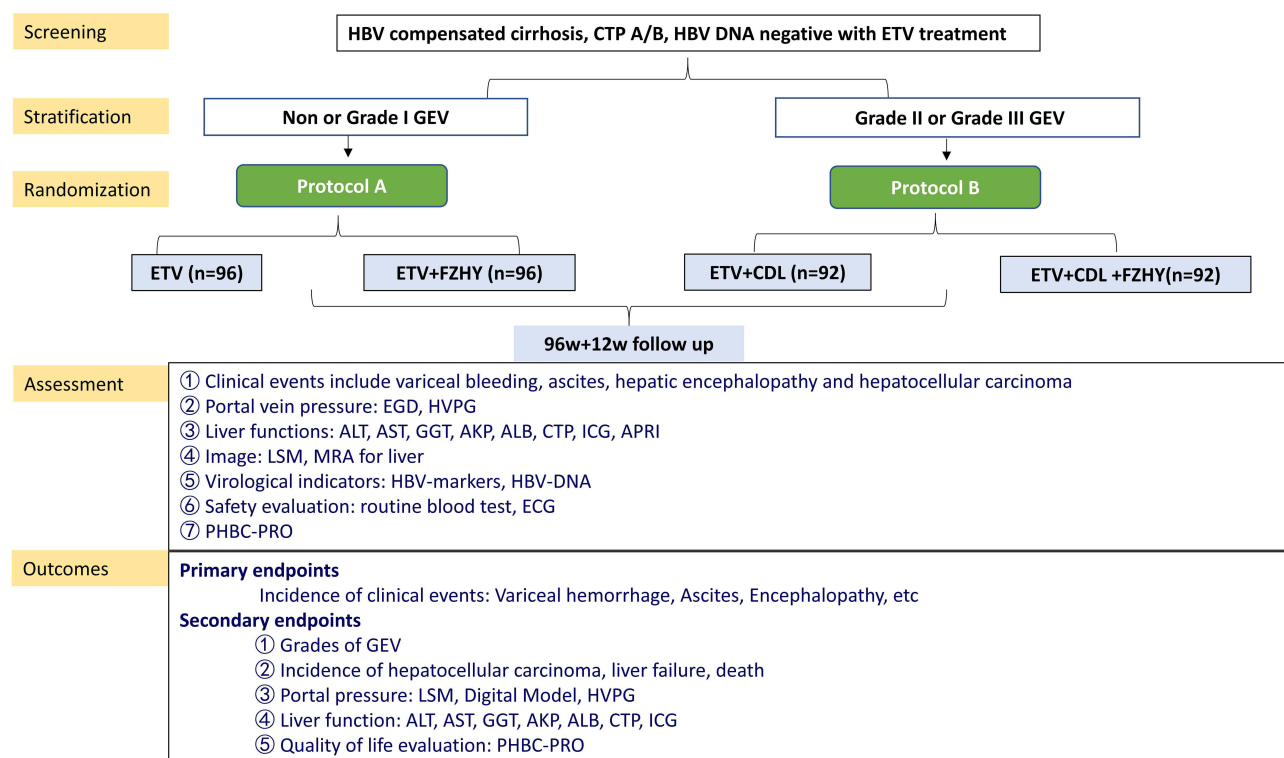 Screening
HBV compensated cirrhosis, CTP A/B, HBV DNA negative with ETV treatment
Stratification
Non or Grade I GEV
Grade II or Grade III GEV
Randomization
Protocol A
Protocol B
ETV (n=96)
ETV+FZHY (n=96)
ETV+CDL (n=92)
ETV+CDL +FZHY(n=92)
96w+12w follow up
Assessment
① Clinical events include variceal bleeding, ascites, hepatic encephalopathy and hepatocellular carcinoma
② Portal vein pressure: EGD, HVPG
③ Liver functions: ALT, AST, GGT, AKP, ALB, CTP, ICG, APRI
④ Image: LSM, MRA for liver
⑤ Virological indicators: HBV-markers, HBV-DNA
⑥ Safety evaluation: routine blood test, ECG
⑦ PHBC-PRO
Outcomes
Primary endpoints
Incidence of clinical events: Variceal hemorrhage, Ascites, Encephalopathy, etc
Secondary endpoints
① Grades of GEV
② Incidence of hepatocellular carcinoma, liver failure, death
③ Portal pressure: LSM, Digital Model, HVPG
④ Liver function: ALT, AST, GGT, AKP, ALB, CTP, ICG
⑤ Quality of life evaluation: PHBC-PRO